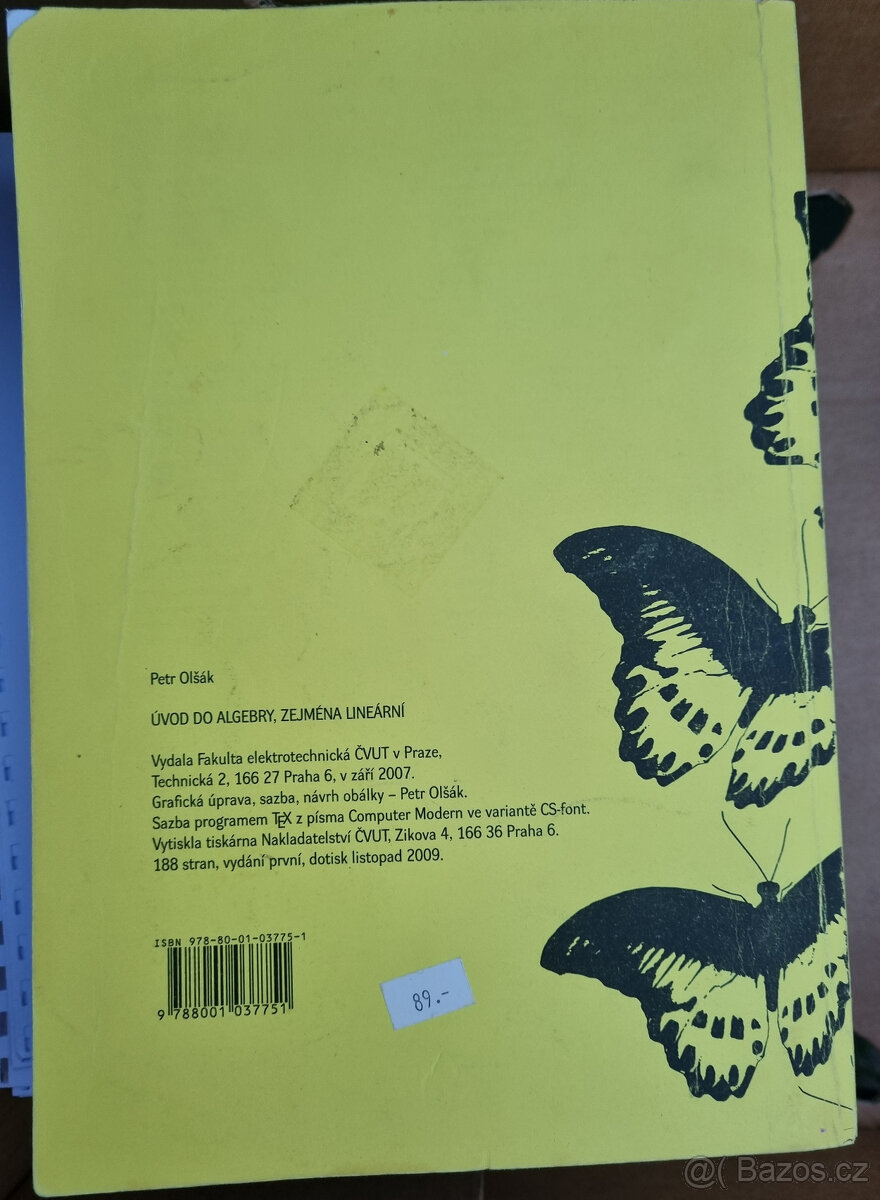 Petr Olšák
ÚVOD DO ALGEBRY, ZEJMÉNA LINEÁRNÍ
Vydala Fakulta elektrotechnická ČVUT v Praze,
Technická 2, 166 27 Praha 6, v září 2007.
Grafická úprava, sazba, návrh obálky – Petr Olšák.
Sazba programem TEX z písma Computer Modern ve variantě CS-font.
Vytiskla tiskárna Nakladatelství ČVUT, Zikova 4, 166 36 Praha 6.
188 stran, vydání první, dotisk listopad 2009.
ISBN 978-80-01-03775-1
9 788001 037751
89.-
@( Bazos.cz